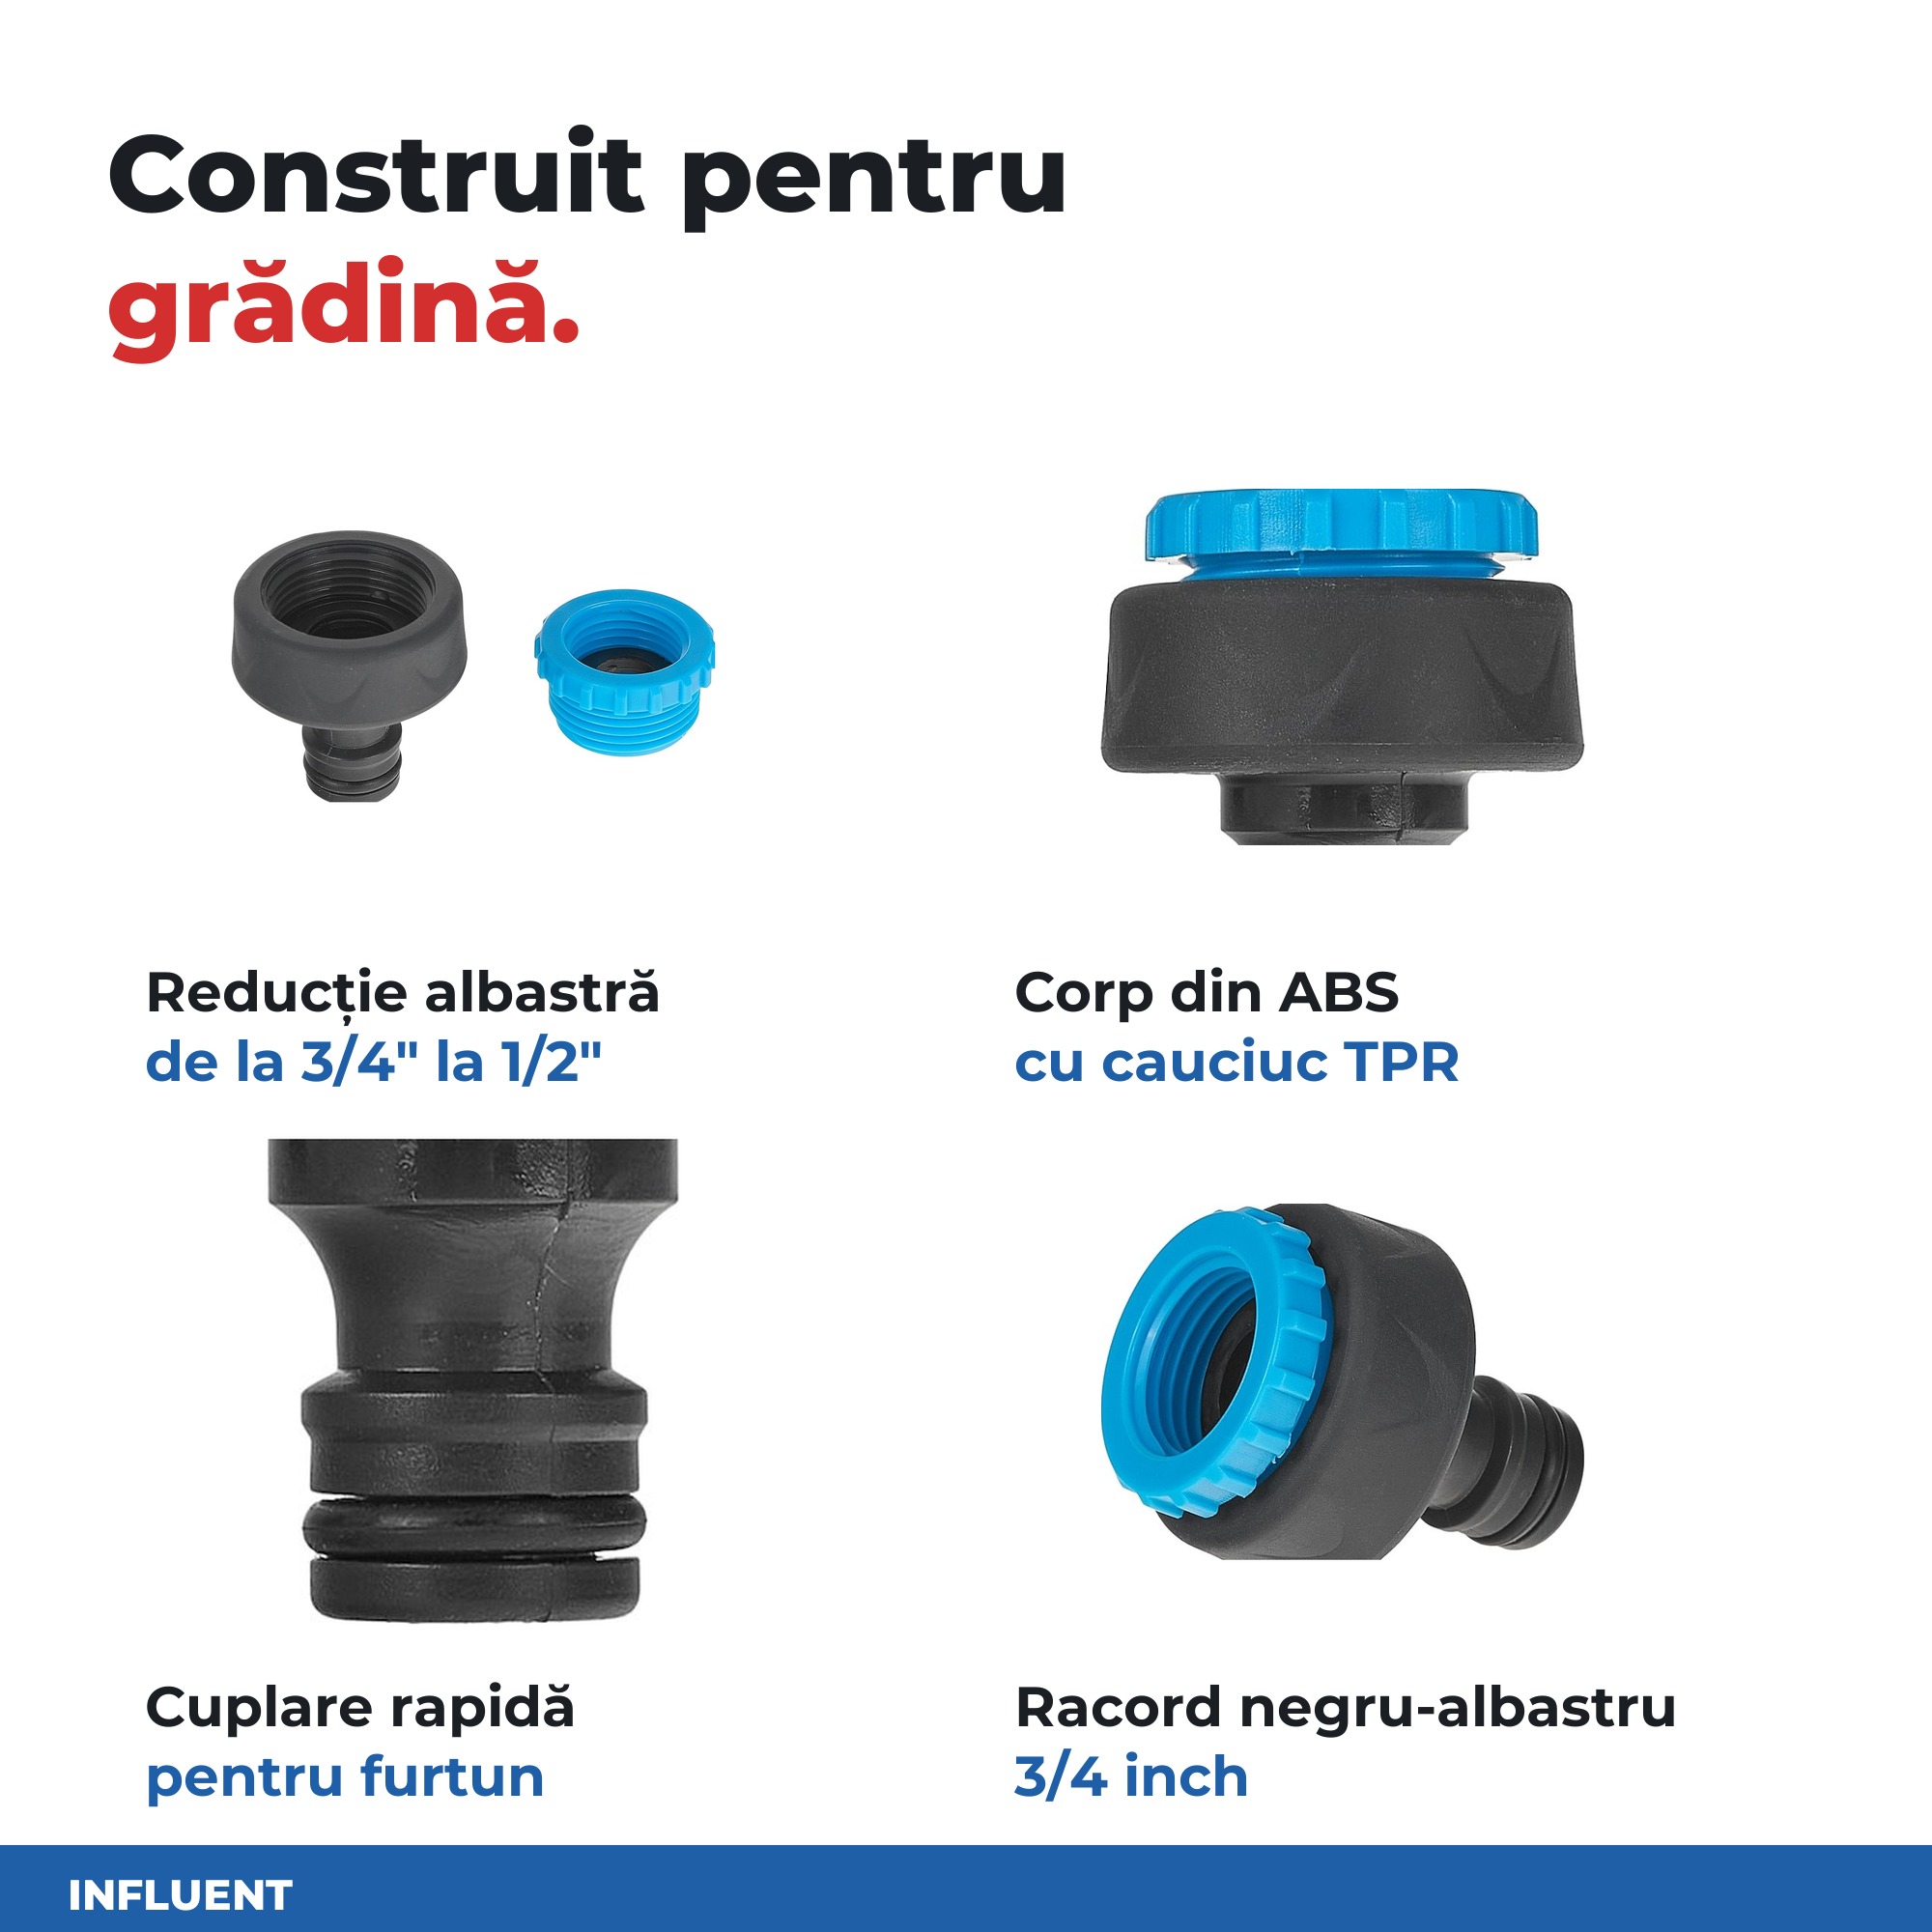 Construit pentru
grădină.
Reducție albastră
de la 3/4" la 1/2"
Corp din ABS
cu cauciuc TPR
Cuplare rapidă
pentru furtun
Racord negru-albastru
3/4 inch
INFLUENT